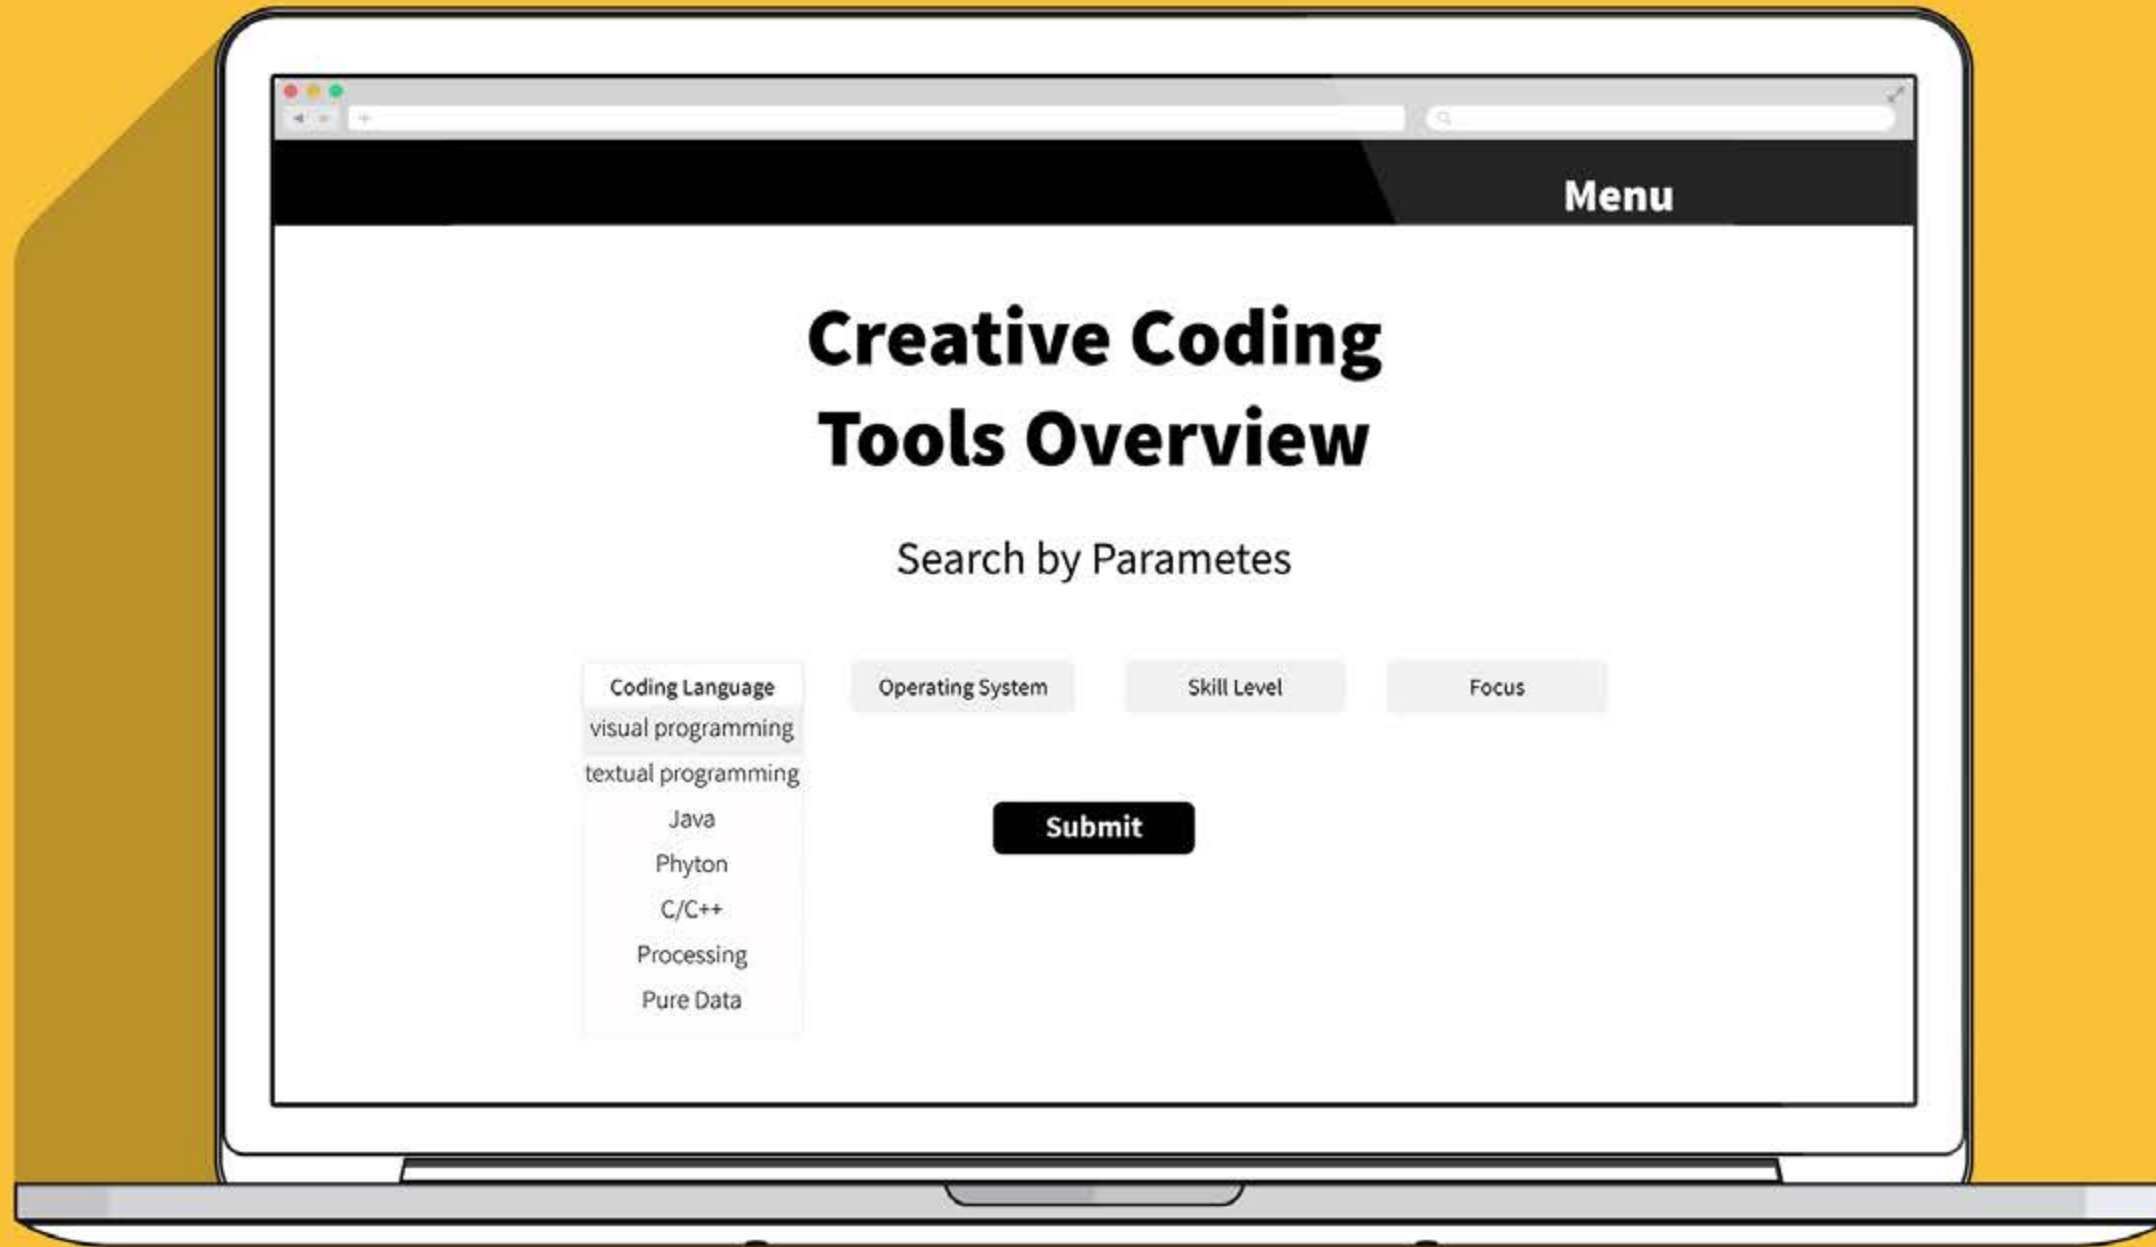 Menu
Creative Coding
Tools Overview
Search by Parametes
Coding Language
Operating System
Skill Level
Focus
visual programming
textual programming
Java
Phyton
C/C++
Processing
Pure Data
Submit